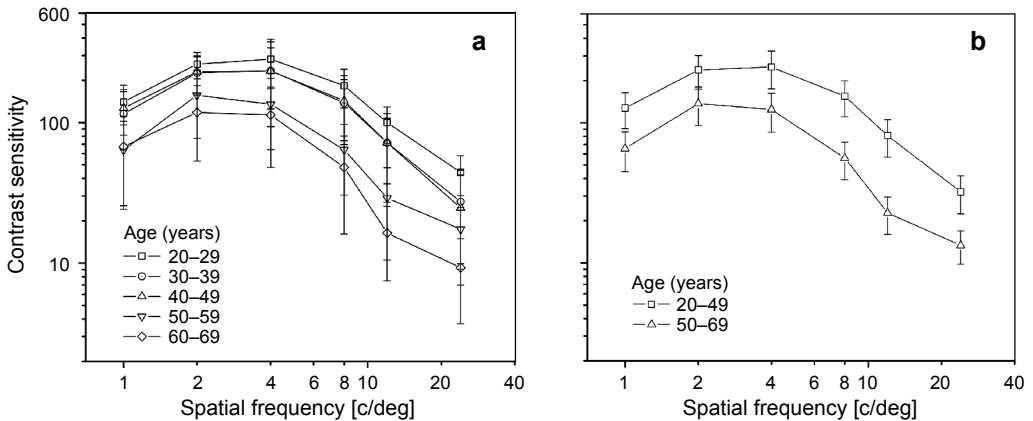 600
100
10
Contrast sensitivity
a
Age (years)
20–29
30–39
40–49
50–59
60–69
1 2 4 6 8 10 20 40
Spatial frequency [c/deg]
b
Age (years)
20–49
50–69
1 2 4 6 8 10 20 40
Spatial frequency [c/deg]